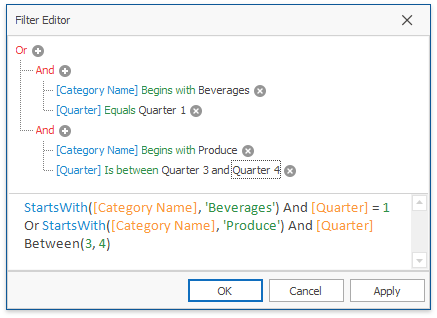 Filter Editor
Or
And
[Category Name] Begins with Beverages
[Quarter] Equals Quarter 1
And
[Category Name] Begins with Produce
[Quarter] Is between Quarter 3 and Quarter 4
StartsWith([Category Name], 'Beverages') And [Quarter] = 1
Or StartsWith([Category Name], 'Produce') And [Quarter]
Between(3, 4)
OK Cancel Apply